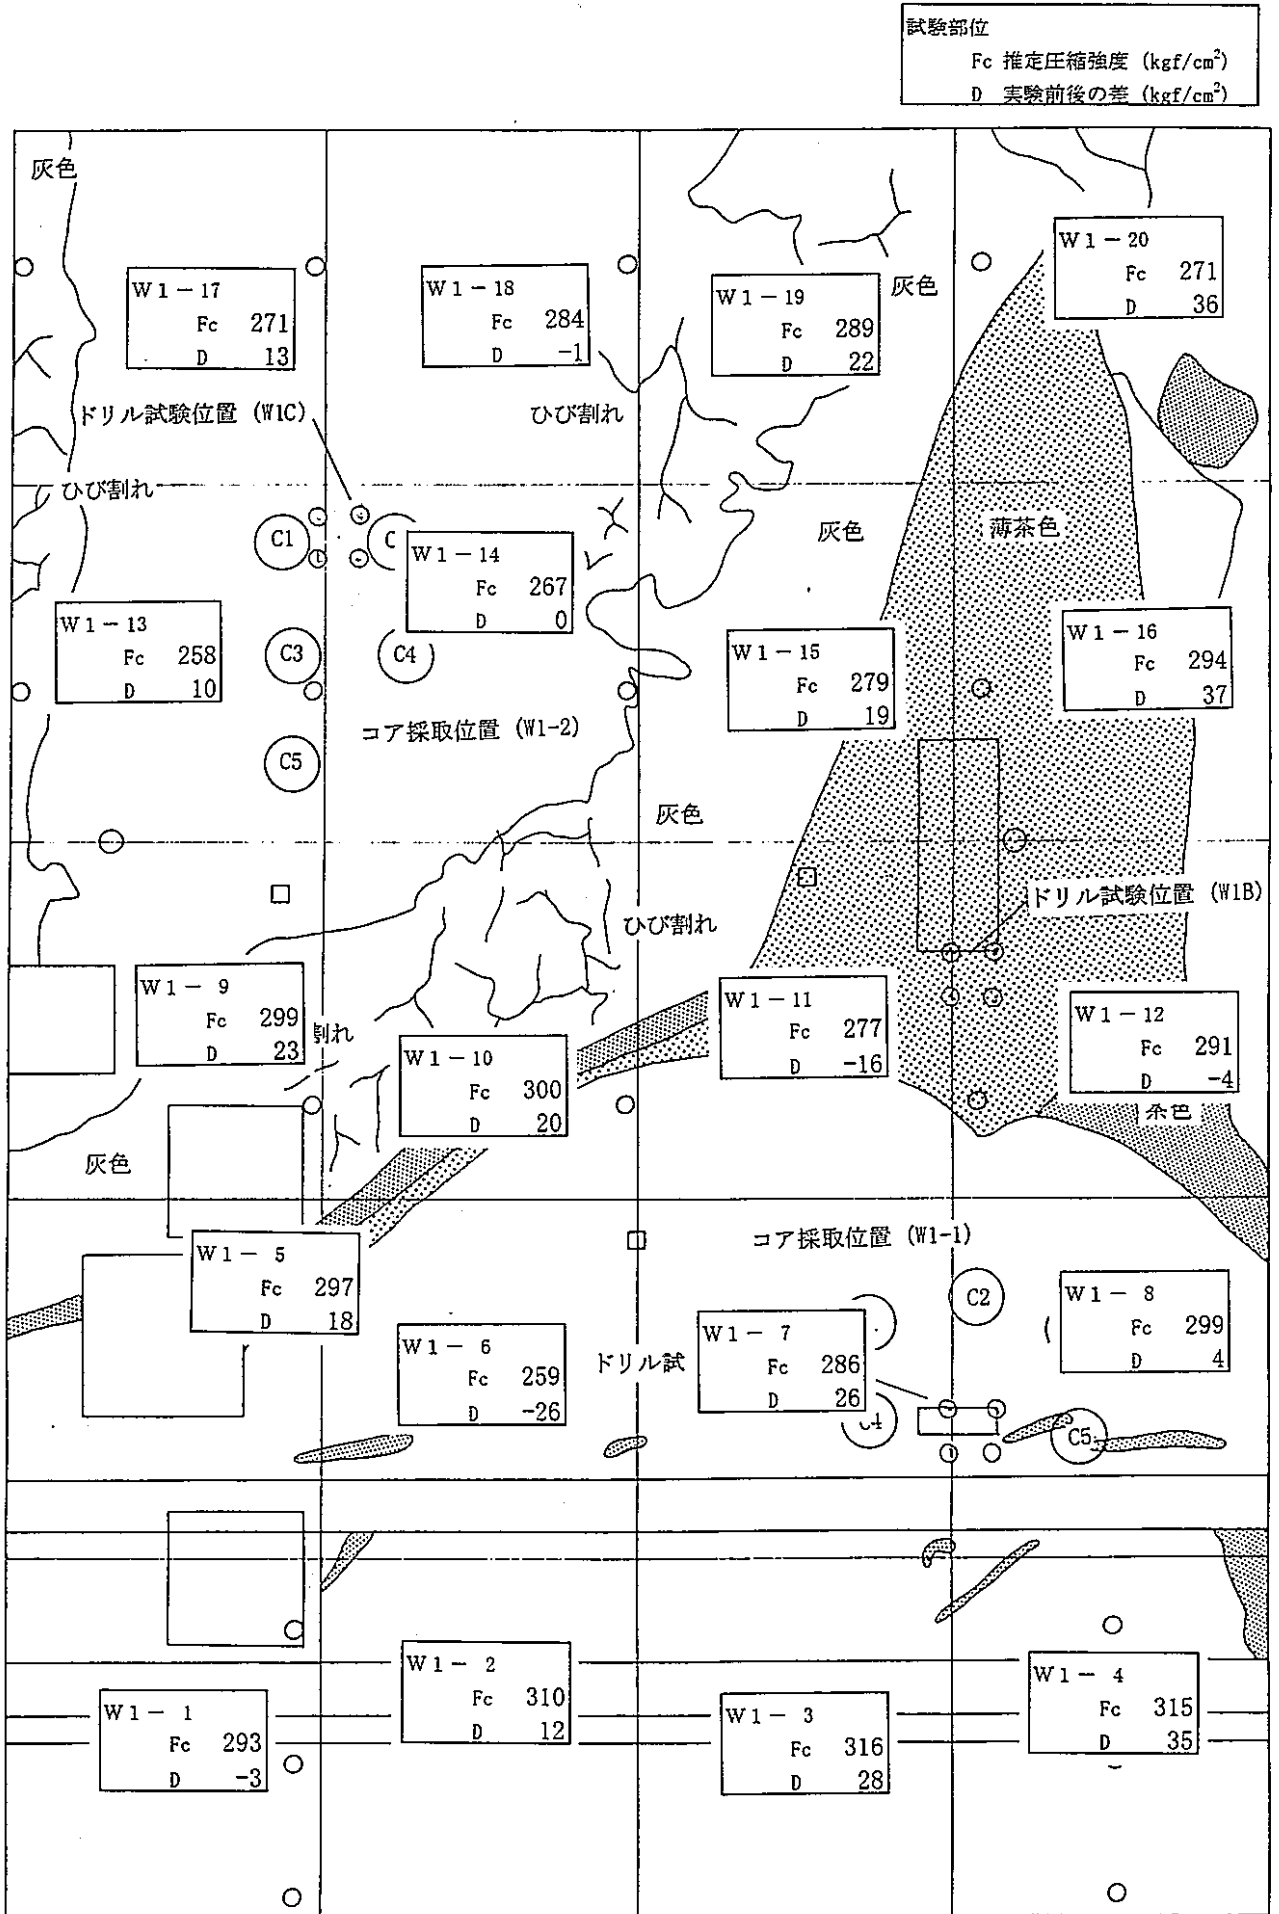 試験部位
Fc 推定圧縮強度 (kgf/cm²)
D 実験前後の差 (kgf/cm²)
灰色
W1-20
Fc 271
D 36
W1-17
Fc 271
D 13
W1-18
Fc 284
D -1
W1-19
Fc 289
D 22
灰色
ドリル試験位置 (W1C)
ひび割れ
ひび割れ
灰色
薄茶色
C1
C
W1-14
Fc 267
D 0
W1-13
Fc 258
D 10
C3
C4
W1-15
Fc 279
D 19
W1-16
Fc 294
D 37
コア採取位置 (W1-2)
C5
灰色
ドリル試験位置 (W1B)
ひび割れ
W1- 9
Fc 299
D 23
割れ
W1-10
Fc 300
D 20
W1-11
Fc 277
D -16
W1-12
Fc 291
D -4
茶色
灰色
コア採取位置 (W1-1)
W1- 5
Fc 297
D 18
C2
W1- 8
Fc 299
D 4
W1- 6
Fc 259
D -26
ドリル試
W1- 7
Fc 286
D 26
C4
C5
W1- 2
Fc 310
D 12
W1- 4
Fc 315
D 35
W1- 1
Fc 293
D -3
W1- 3
Fc 316
D 28